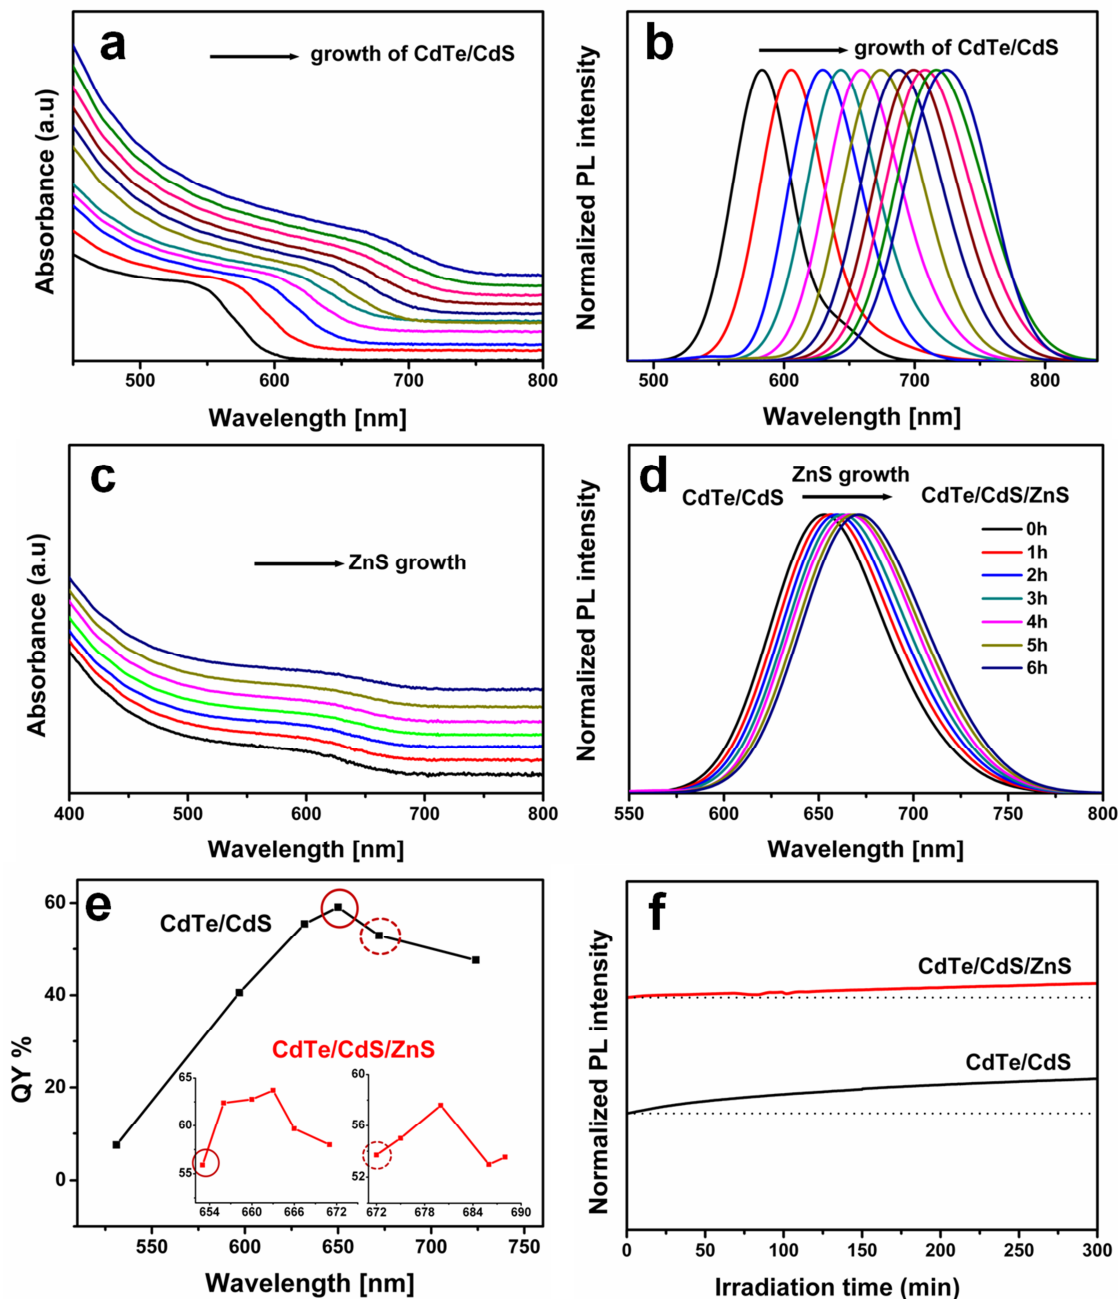 a
growth of CdTe/CdS
Absorbance (a.u)
500
600
700
800
Wavelength [nm]
b
growth of CdTe/CdS
Normalized PL intensity
500
600
700
800
Wavelength [nm]
c
ZnS growth
Absorbance (a.u)
400
500
600
700
800
Wavelength [nm]
d
ZnS growth
CdTe/CdS
CdTe/CdS/ZnS
0h
1h
2h
3h
4h
5h
6h
Normalized PL intensity
550
600
650
700
750
800
Wavelength [nm]
e
CdTe/CdS
QY %
60
40
20
0
CdTe/CdS/ZnS
65
60
55
654
660
666
672
60
56
52
672
678
684
690
550
600
650
700
750
Wavelength [nm]
f
CdTe/CdS/ZnS
CdTe/CdS
Normalized PL intensity
0
50
100
150
200
250
300
Irradiation time (min)